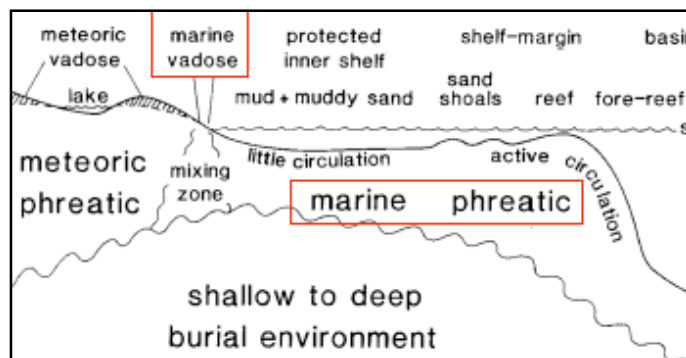 meteoric
vadose
marine
vadose
protected
inner shelf
shelf-margin
basin
lake
mud + muddy sand
sand
shoals
reef
fore-reef
s
meteoric
phreatic
mixing
zone
little circulation
active
circulation
marine phreatic
shallow to deep
burial environment